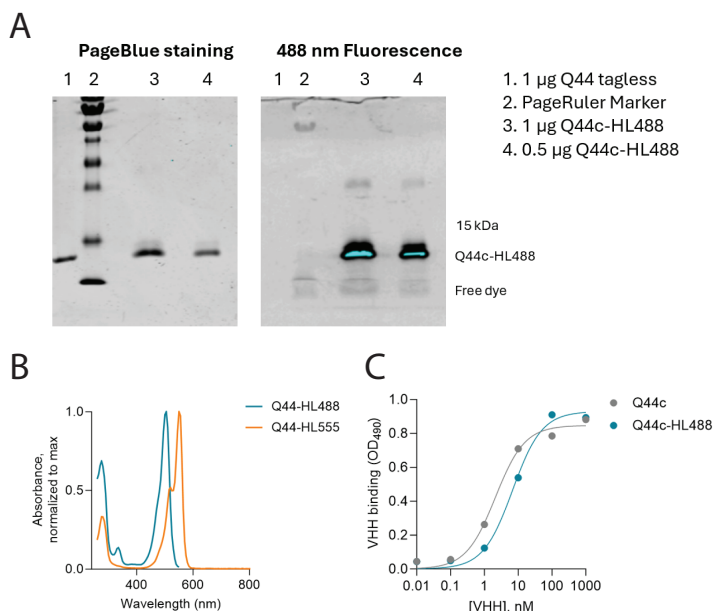 A
PageBlue staining
488 nm Fluorescence
1 2 3 4
1 2 3 4
1. 1 µg Q44 tagless
2. PageRuler Marker
3. 1 µg Q44c-HL488
4. 0.5 µg Q44c-HL488
15 kDa
Q44c-HL488
Free dye
B
Q44-HL488
Q44-HL555
Absorbance,
normalized to max
1.0
0.5
0.0
400 600 800
Wavelength (nm)
C
Q44c
Q44c-HL488
VHH binding (OD490)
1.0
0.8
0.6
0.4
0.2
0.0
0.01 0.1 1 10 100 1000
[VHH], nM